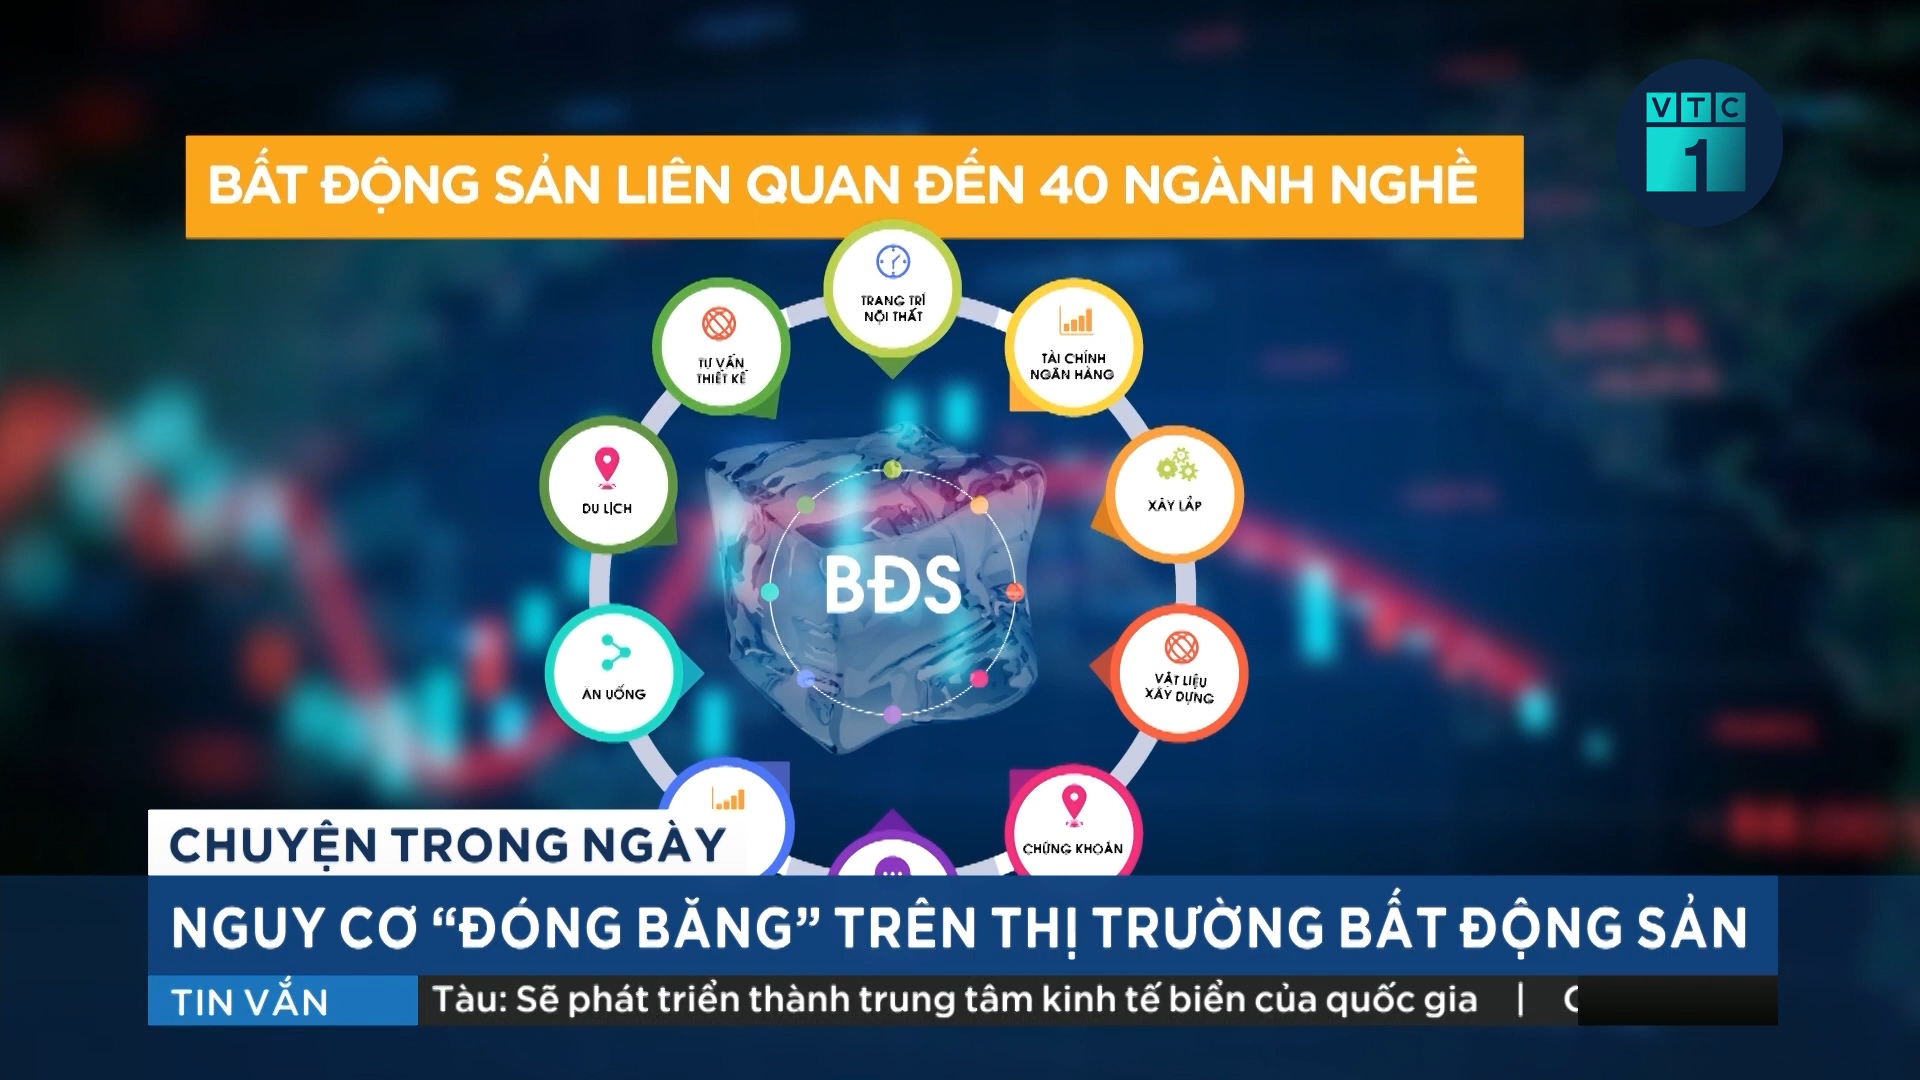 VTC
1
BẤT ĐỘNG SẢN LIÊN QUAN ĐẾN 40 NGÀNH NGHỀ
TRANG TRÍ
NỘI THẤT
TƯ VẤN
THIẾT KẾ
TÀI CHÍNH
NGÂN HÀNG
DU LỊCH
XÂY LẮP
BĐS
ĂN UỐNG
VẬT LIỆU
XÂY DỰNG
CHỨNG KHOÁN
CHUYỆN TRONG NGÀY
NGUY CƠ “ĐÓNG BĂNG” TRÊN THỊ TRƯỜNG BẤT ĐỘNG SẢN
TIN VẮN
Tàu: Sẽ phát triển thành trung tâm kinh tế biển của quốc gia |